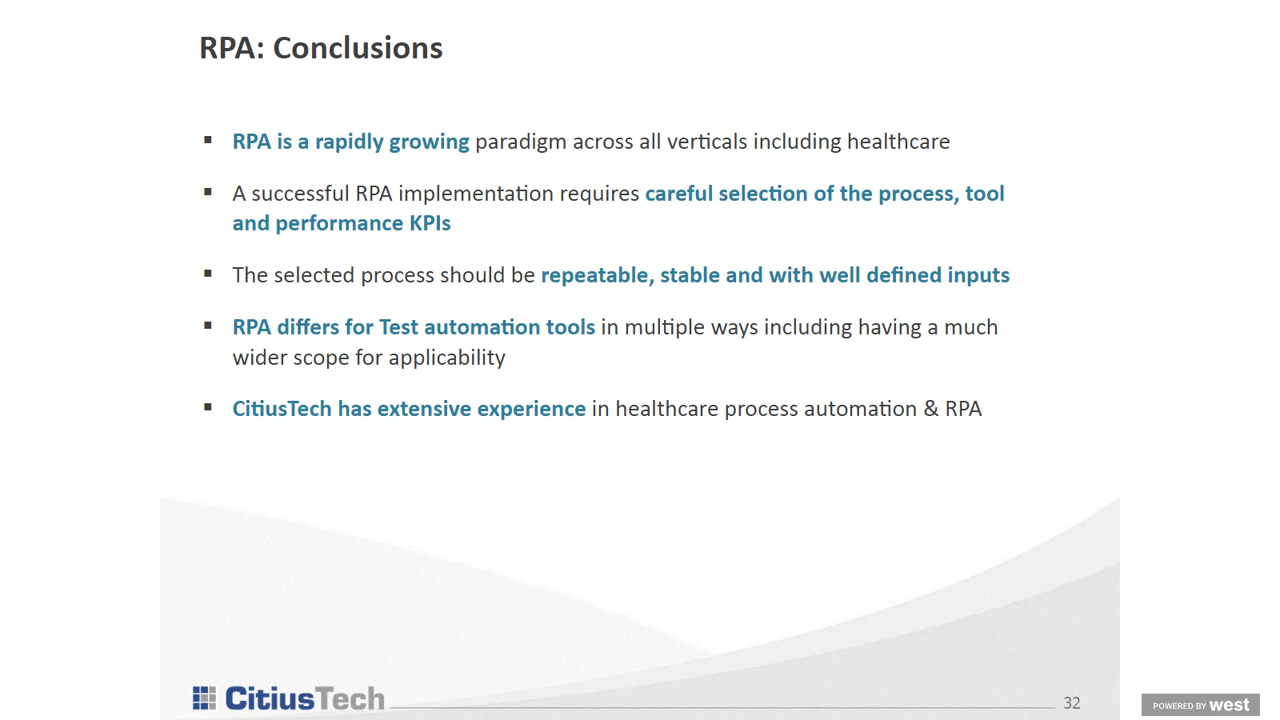 RPA: Conclusions
▪ RPA is a rapidly growing paradigm across all verticals including healthcare
▪ A successful RPA implementation requires careful selection of the process, tool
and performance KPIs
▪ The selected process should be repeatable, stable and with well defined inputs
▪ RPA differs for Test automation tools in multiple ways including having a much
wider scope for applicability
▪ CitiusTech has extensive experience in healthcare process automation & RPA
CitiusTech
32
POWERED BY west